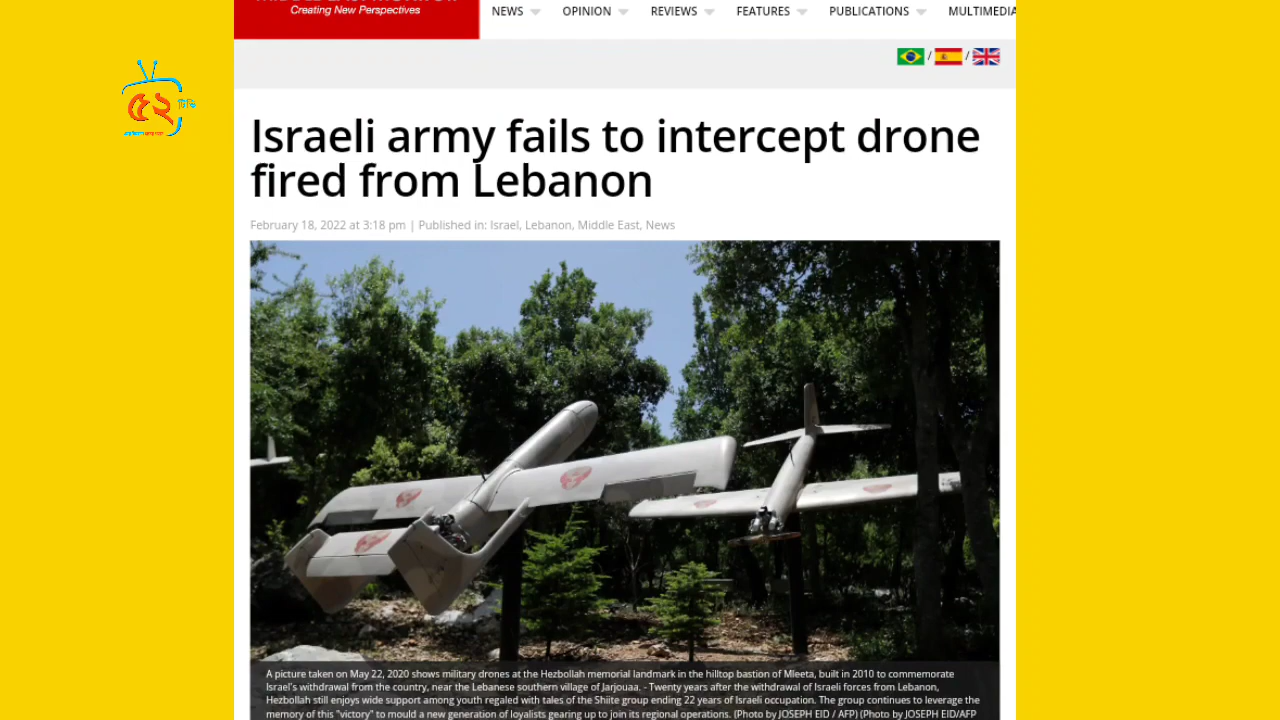 Creating New Perspectives
NEWS OPINION REVIEWS FEATURES PUBLICATIONS MULTIMEDIA
/ /
৫২
টিভি
Israeli army fails to intercept drone
fired from Lebanon
February 18, 2022 at 3:18 pm | Published in: Israel, Lebanon, Middle East, News
A picture taken on May 22, 2020 shows military drones at the Hezbollah memorial landmark in the hilltop bastion of Mleeta, built in 2010 to commemorate
Israel's withdrawal from the country, near the Lebanese southern village of Jarjouaa. - Twenty years after the withdrawal of Israeli forces from Lebanon,
Hezbollah still enjoys wide support among youth regaled with tales of the Shiite group ending 22 years of Israeli occupation. The group continues to leverage the
memory of this "victory" to mould a new generation of loyalists gearing up to join its regional operations. (Photo by JOSEPH EID / AFP) (Photo by JOSEPH EID/AFP